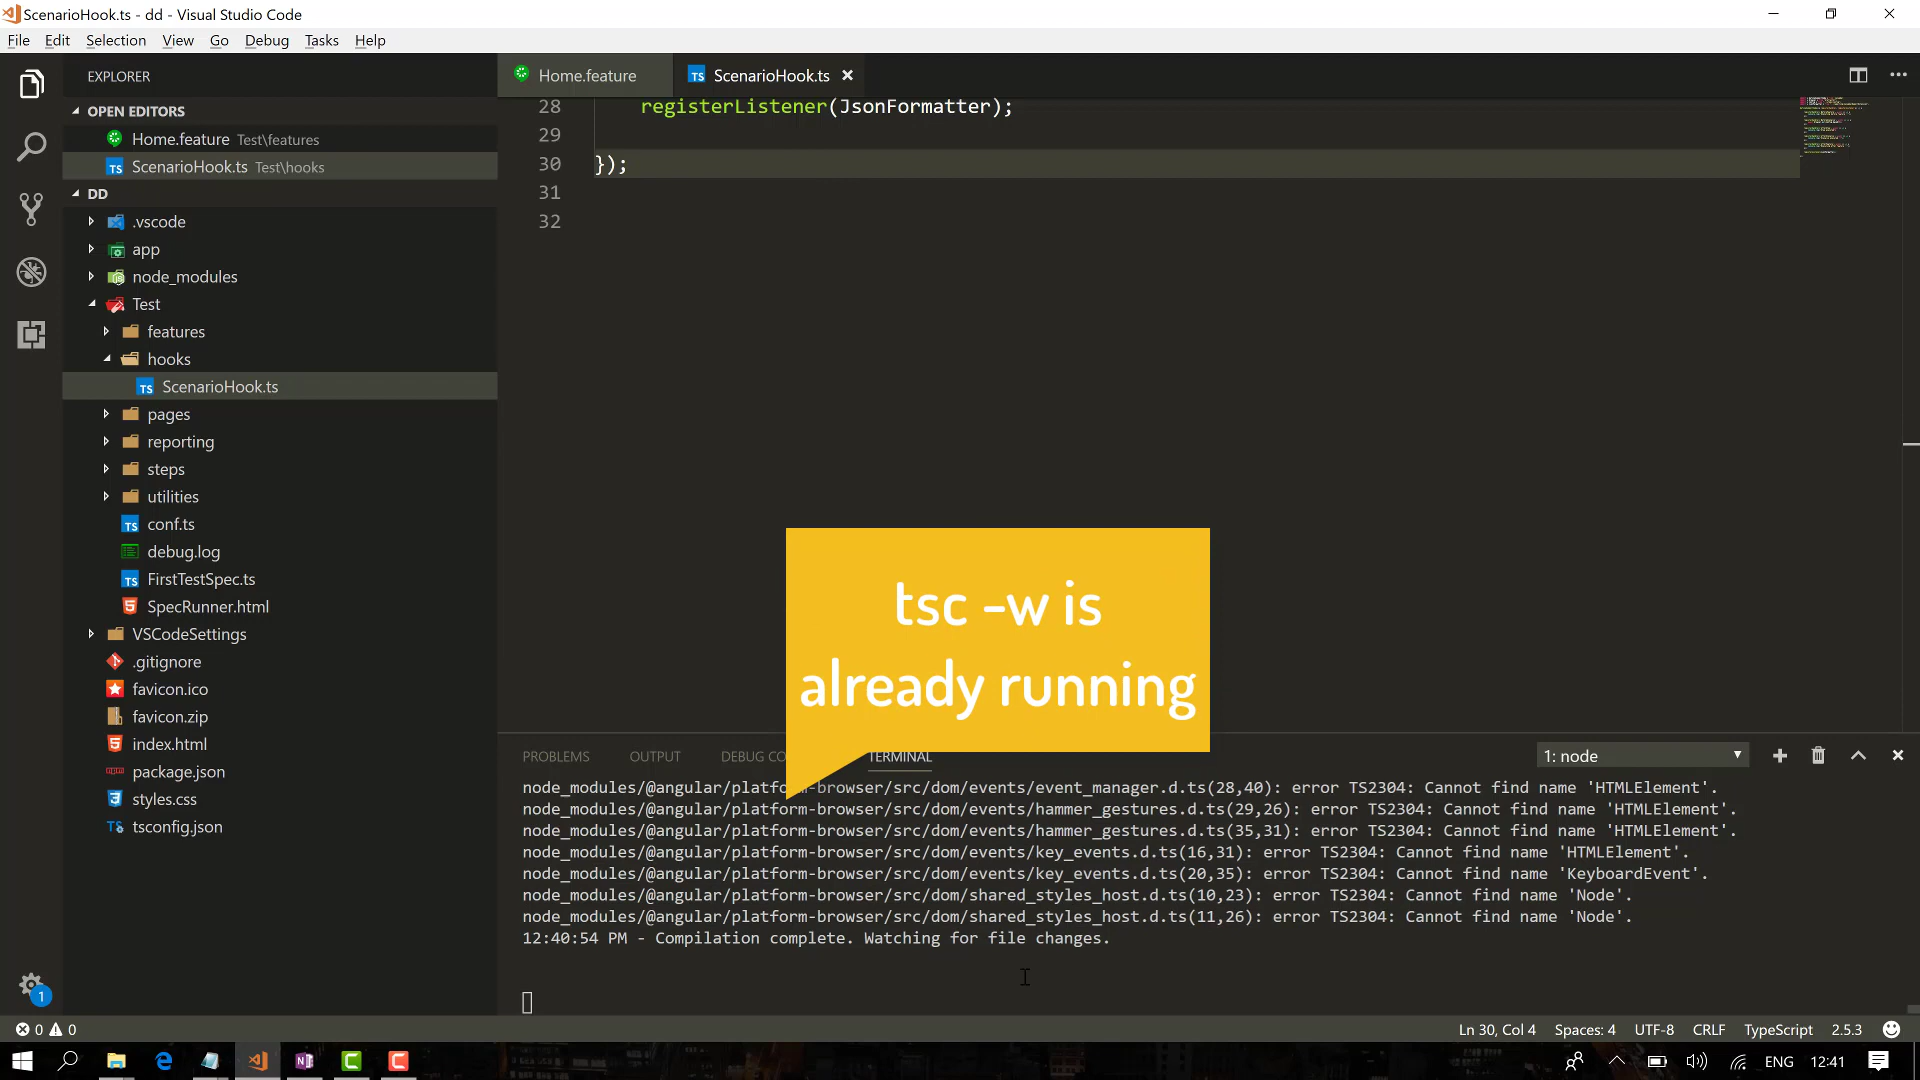 ScenarioHook.ts - dd - Visual Studio Code
File Edit Selection View Go Debug Tasks Help
EXPLORER
OPEN EDITORS
Home.feature Test\features
ScenarioHook.ts Test\hooks
DD
.vscode
app
node_modules
Test
features
hooks
ScenarioHook.ts
pages
reporting
steps
utilities
conf.ts
debug.log
FirstTestSpec.ts
SpecRunner.html
VSCodeSettings
.gitignore
favicon.ico
favicon.zip
index.html
package.json
styles.css
tsconfig.json
Home.feature
TS ScenarioHook.ts
28 registerListener(JsonFormatter);
29
30 });
31
32
tsc -w is
already running
PROBLEMS OUTPUT DEBUG CO TERMINAL 1: node
node_modules/@angular/platfo -browser/src/dom/events/event_manager.d.ts(28,40): error TS2304: Cannot find name 'HTMLElement'.
node_modules/@angular/platform-browser/src/dom/events/hammer_gestures.d.ts(29,26): error TS2304: Cannot find name 'HTMLElement'.
node_modules/@angular/platform-browser/src/dom/events/hammer_gestures.d.ts(35,31): error TS2304: Cannot find name 'HTMLElement'.
node_modules/@angular/platform-browser/src/dom/events/key_events.d.ts(16,31): error TS2304: Cannot find name 'HTMLElement'.
node_modules/@angular/platform-browser/src/dom/events/key_events.d.ts(20,35): error TS2304: Cannot find name 'KeyboardEvent'.
node_modules/@angular/platform-browser/src/dom/shared_styles_host.d.ts(10,23): error TS2304: Cannot find name 'Node'.
node_modules/@angular/platform-browser/src/dom/shared_styles_host.d.ts(11,26): error TS2304: Cannot find name 'Node'.
12:40:54 PM - Compilation complete. Watching for file changes.
1
0 0 Ln 30, Col 4 Spaces: 4 UTF-8 CRLF TypeScript 2.5.3
ENG 12:41